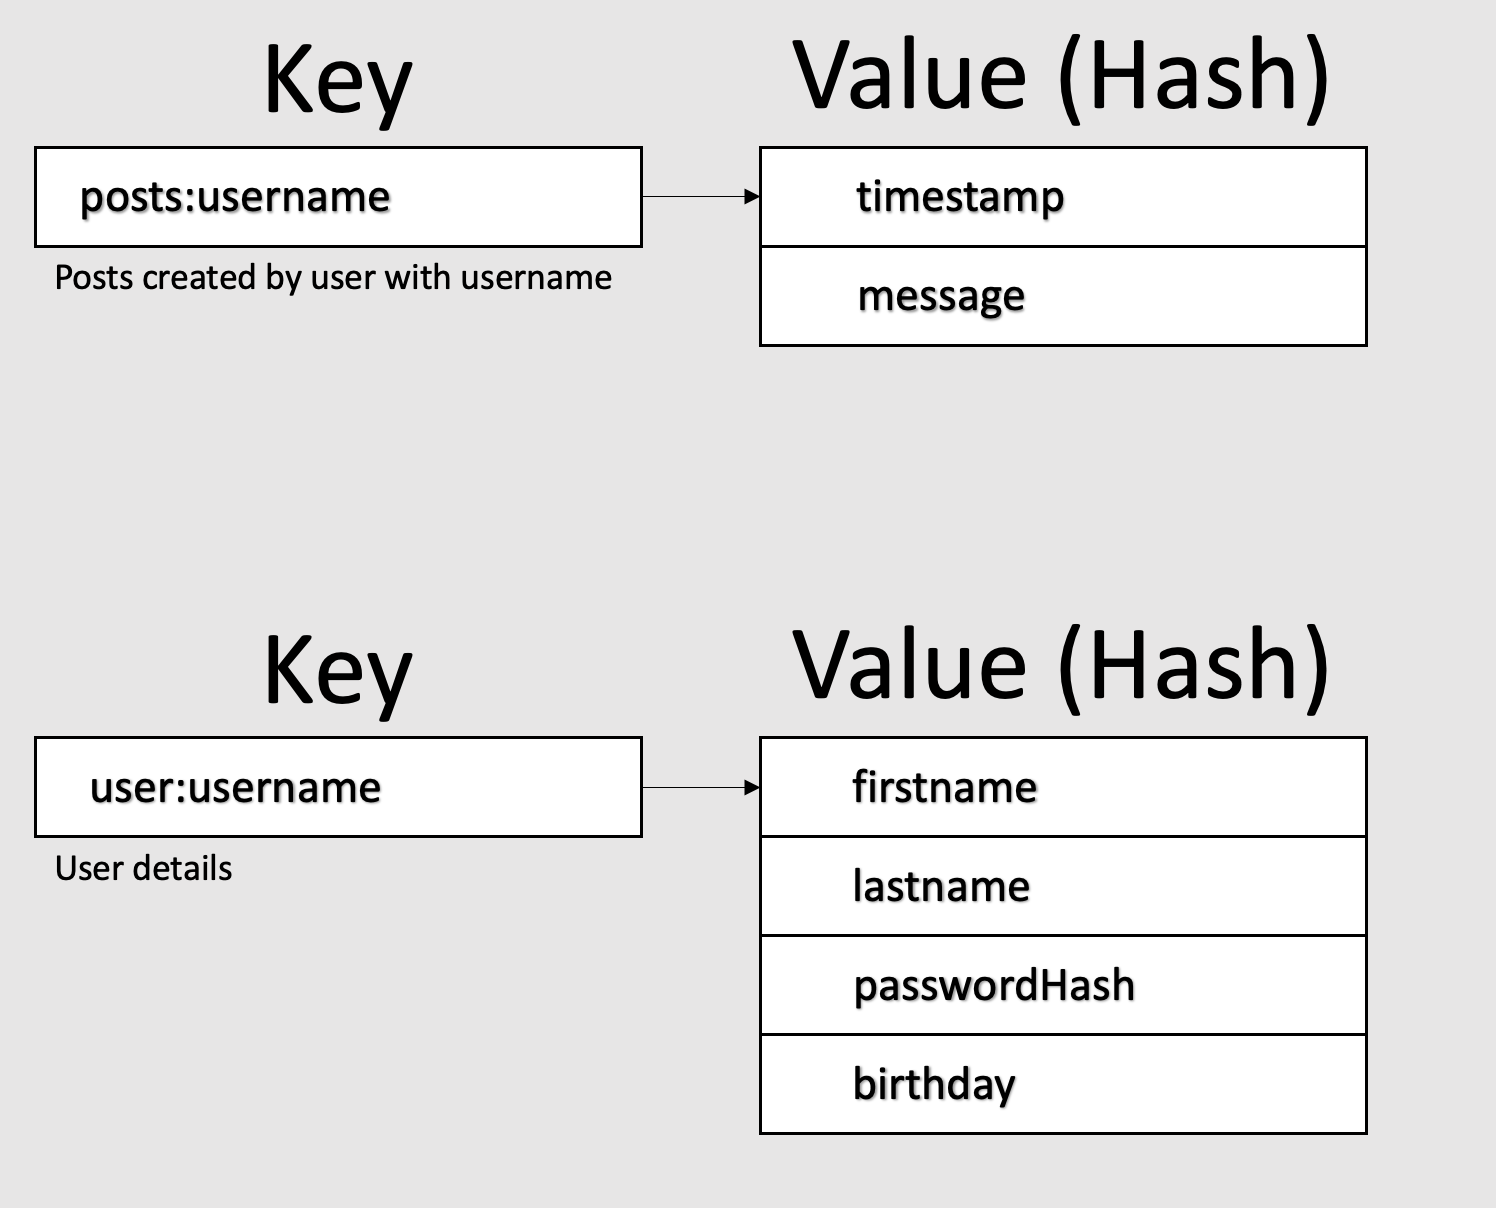 Key
Value (Hash)
posts:username
timestamp
Posts created by user with username
message
Key
Value (Hash)
user:username
firstname
User details
lastname
passwordHash
birthday